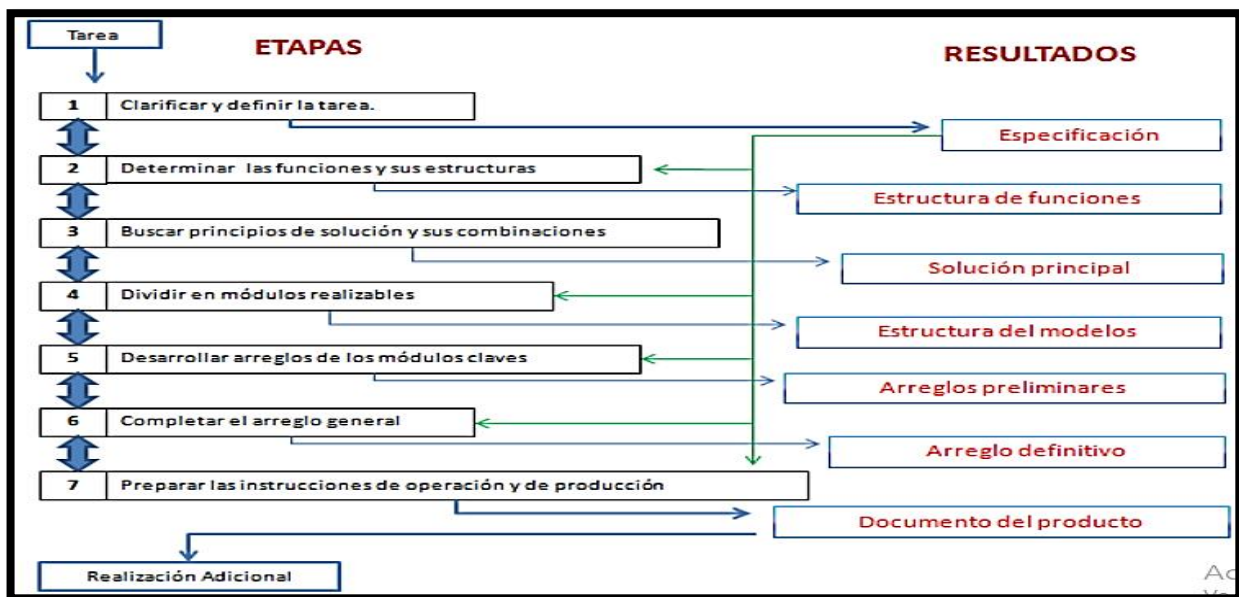 Tarea
ETAPAS
RESULTADOS
1 Clarificar y definir la tarea.
Especificación
2 Determinar las funciones y sus estructuras
Estructura de funciones
3 Buscar principios de solución y sus combinaciones
Solución principal
4 Dividir en módulos realizables
Estructura del modelos
5 Desarrollar arreglos de los módulos claves
Arreglos preliminares
6 Completar el arreglo general
Arreglo definitivo
7 Preparar las instrucciones de operación y de producción
Documento del producto
Realización Adicional
Ac